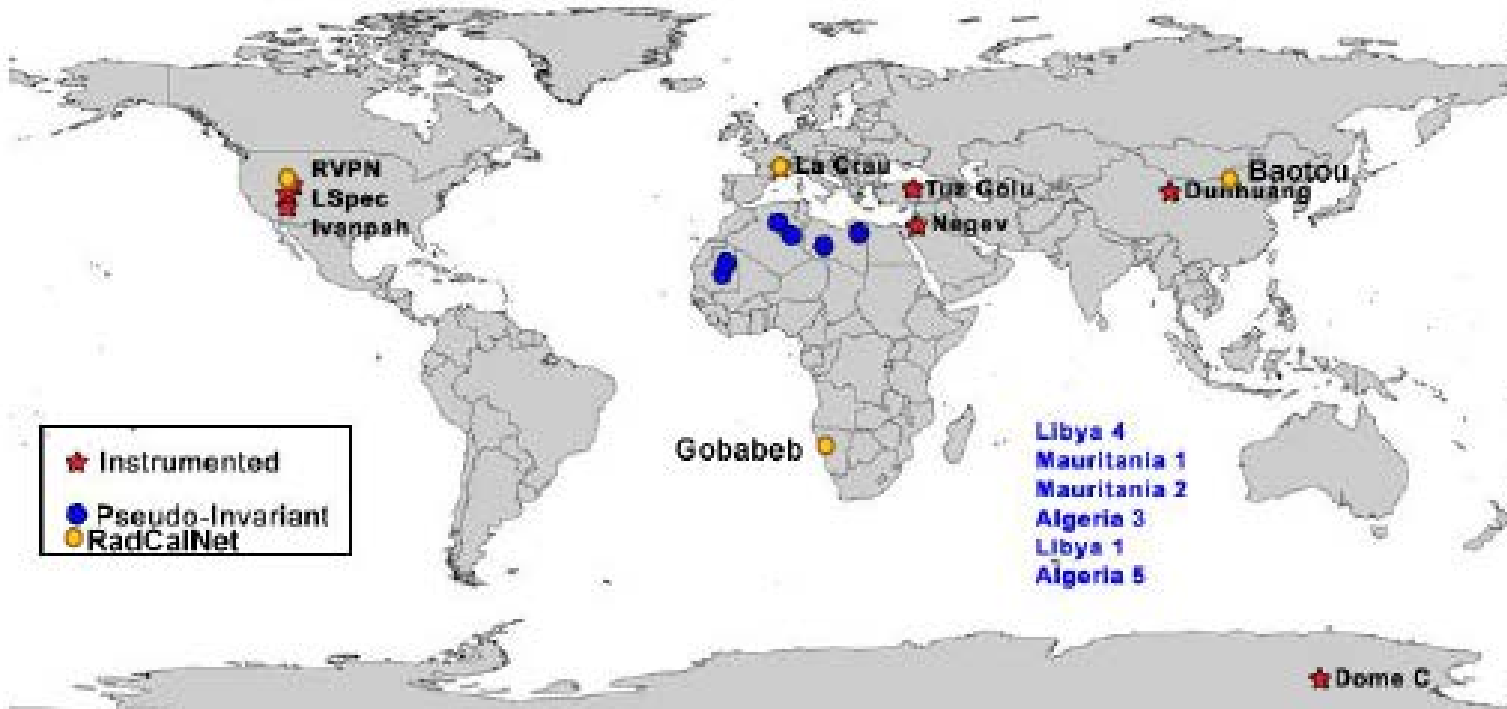 RVPN
LSpec
Ivanpah
La Crau
Tuz Golu
Negev
Baotou
Dunhuang
Gobabeb
Instrumented
Pseudo-Invariant
RadCalNet
Libya 4
Mauritania 1
Mauritania 2
Algeria 3
Libya 1
Algeria 5
Dome C